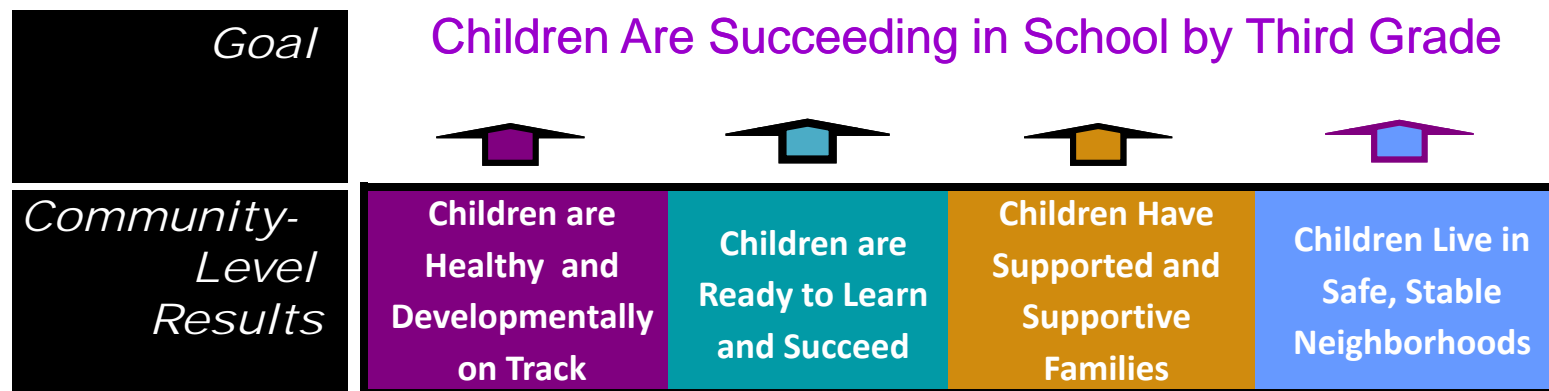 Goal
Children Are Succeeding in School by Third Grade
Community-
Level
Results
Children are
Healthy and
Developmentally
on Track
Children are
Ready to Learn
and Succeed
Children Have
Supported and
Supportive
Families
Children Live in
Safe, Stable
Neighborhoods